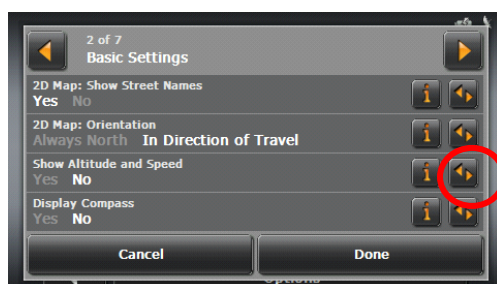 2 of 7
Basic Settings
2D Map: Show Street Names
Yes No
2D Map: Orientation
Always North In Direction of Travel
Show Altitude and Speed
Yes No
Display Compass
Yes No
Cancel Done
Options